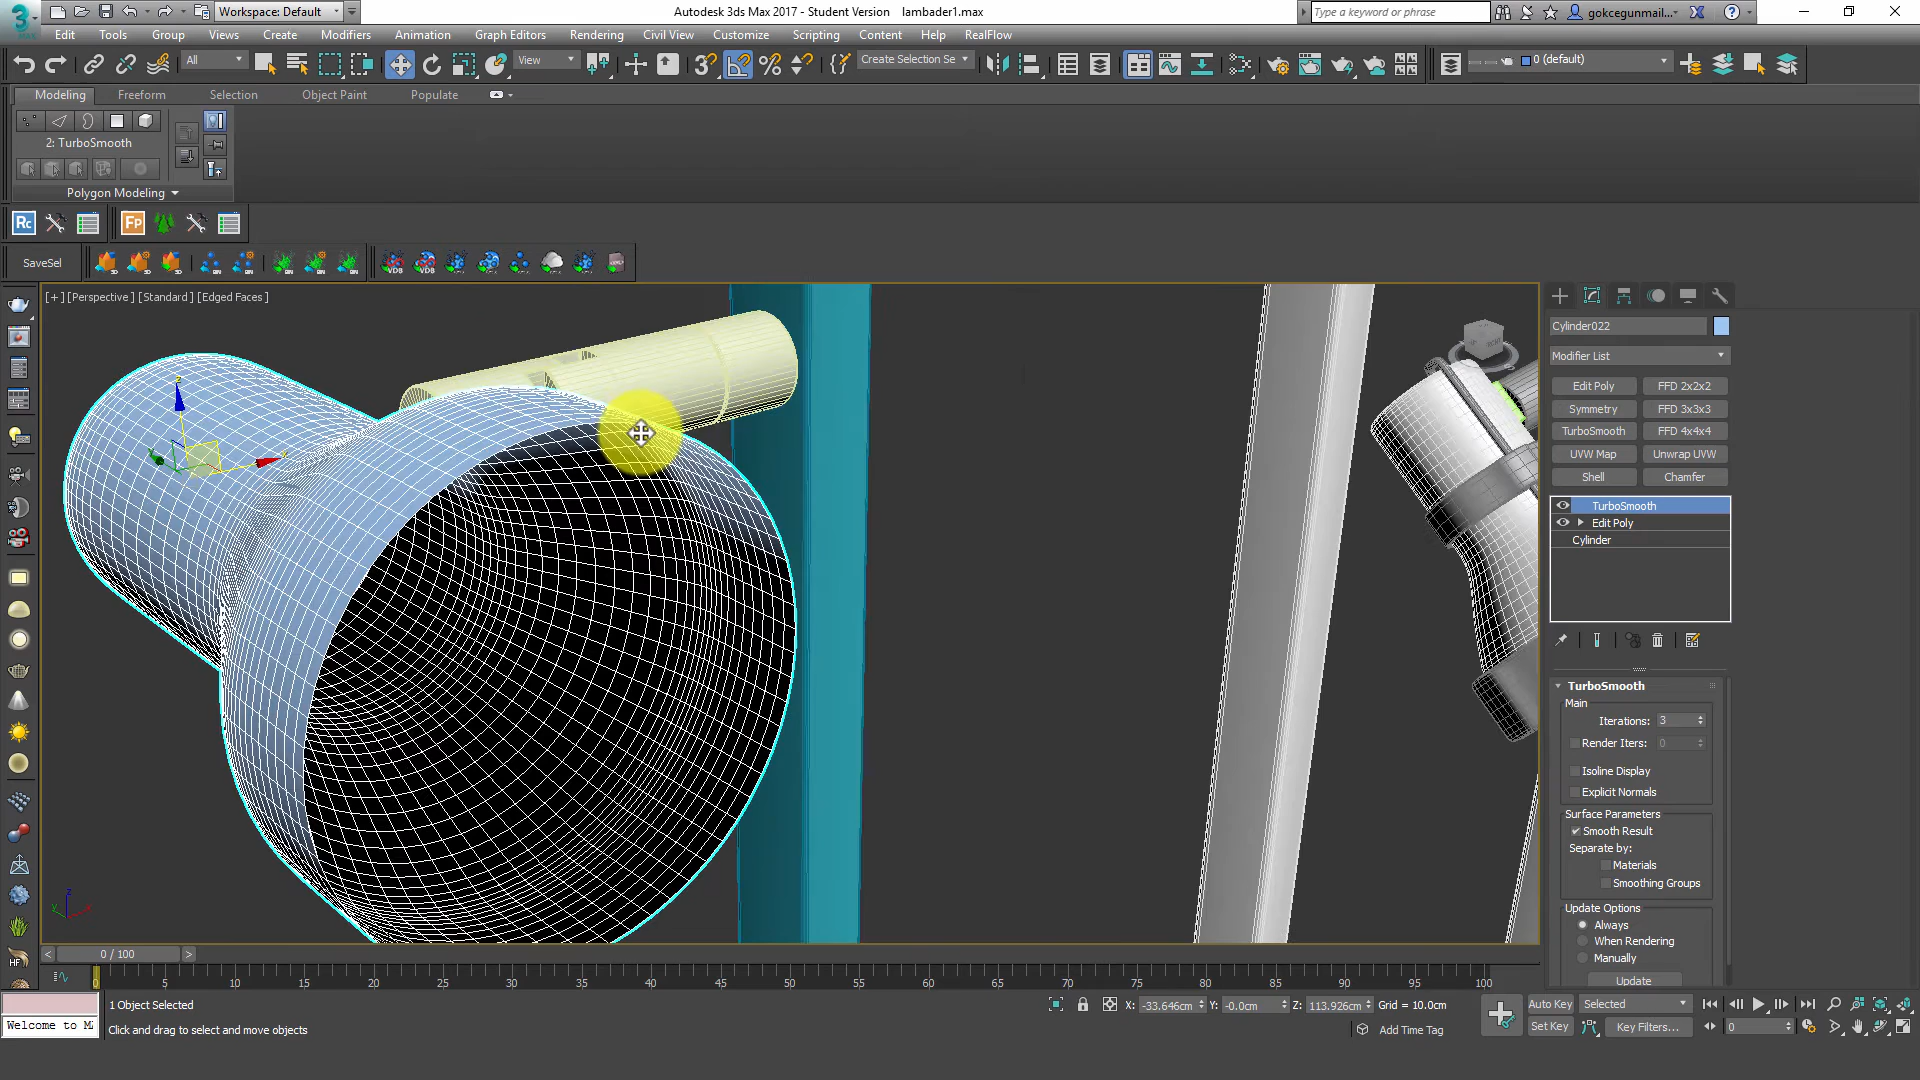 Workspace: Default
Autodesk 3ds Max 2017 - Student Version lambader1.max
Type a keyword or phrase
gokcegunmail...
Edit Tools Group Views Create Modifiers Animation Graph Editors Rendering Civil View Customize Scripting Content Help RealFlow
All
View
Create Selection Se
0 (default)
Modeling Freeform Selection Object Paint Populate
2: TurboSmooth
Polygon Modeling
Rc
Fp
SaveSel
[+] [Perspective ] [Standard ] [Edged Faces ]
Cylinder022
Modifier List
Edit Poly FFD 2x2x2
Symmetry FFD 3x3x3
TurboSmooth FFD 4x4x4
UVW Map Unwrap UVW
Shell Chamfer
TurboSmooth
Edit Poly
Cylinder
TurboSmooth
Main
Iterations: 3
Render Iters: 0
Isoline Display
Explicit Normals
Surface Parameters
Smooth Result
Separate by:
Materials
Smoothing Groups
Update Options
Always
When Rendering
Manually
Update
0 / 100
0 5 10 15 20 25 30 35 40 45 50 55 60 65 70 75 80 85 90 95 100
1 Object Selected
X: -33.646cm Y: -0.0cm Z: 113.926cm Grid = 10.0cm
Auto Key Selected
Welcome to M
Click and drag to select and move objects
Add Time Tag
Set Key Key Filters... 0